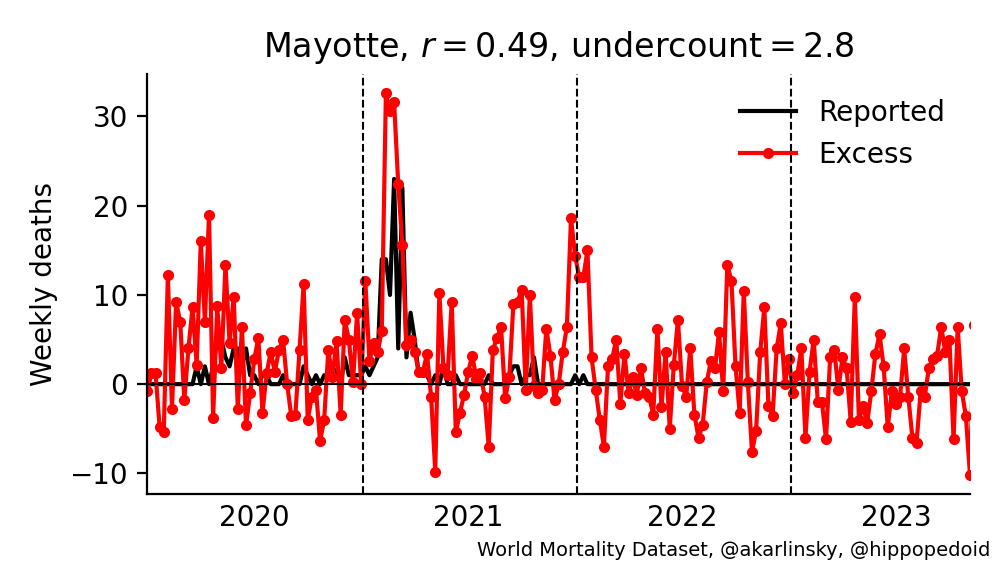 Mayotte, r = 0.49, undercount = 2.8
Weekly deaths
30
20
10
0
−10
Reported
Excess
2020
2021
2022
2023
World Mortality Dataset, @akarlinsky, @hippopedoid